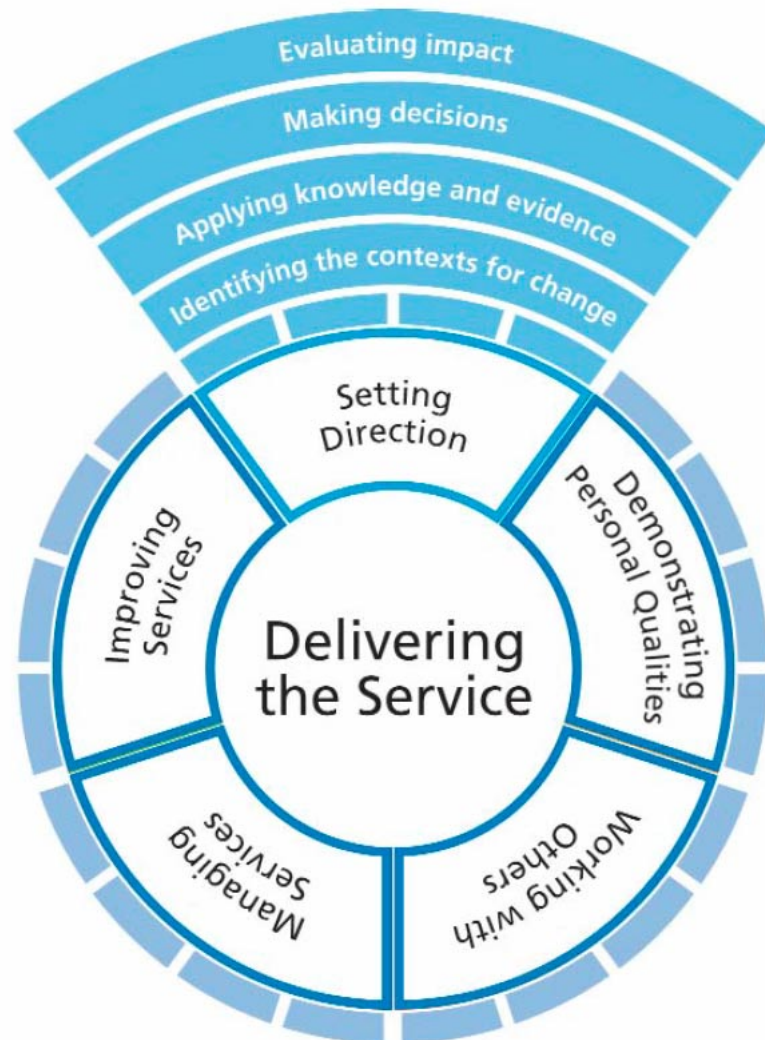 Evaluating impact
Making decisions
Applying knowledge and evidence
Identifying the contexts for change
Setting
Direction
Demonstrating
Personal Qualities
Working with
Others
Managing
Services
Improving
Services
Delivering
the Service